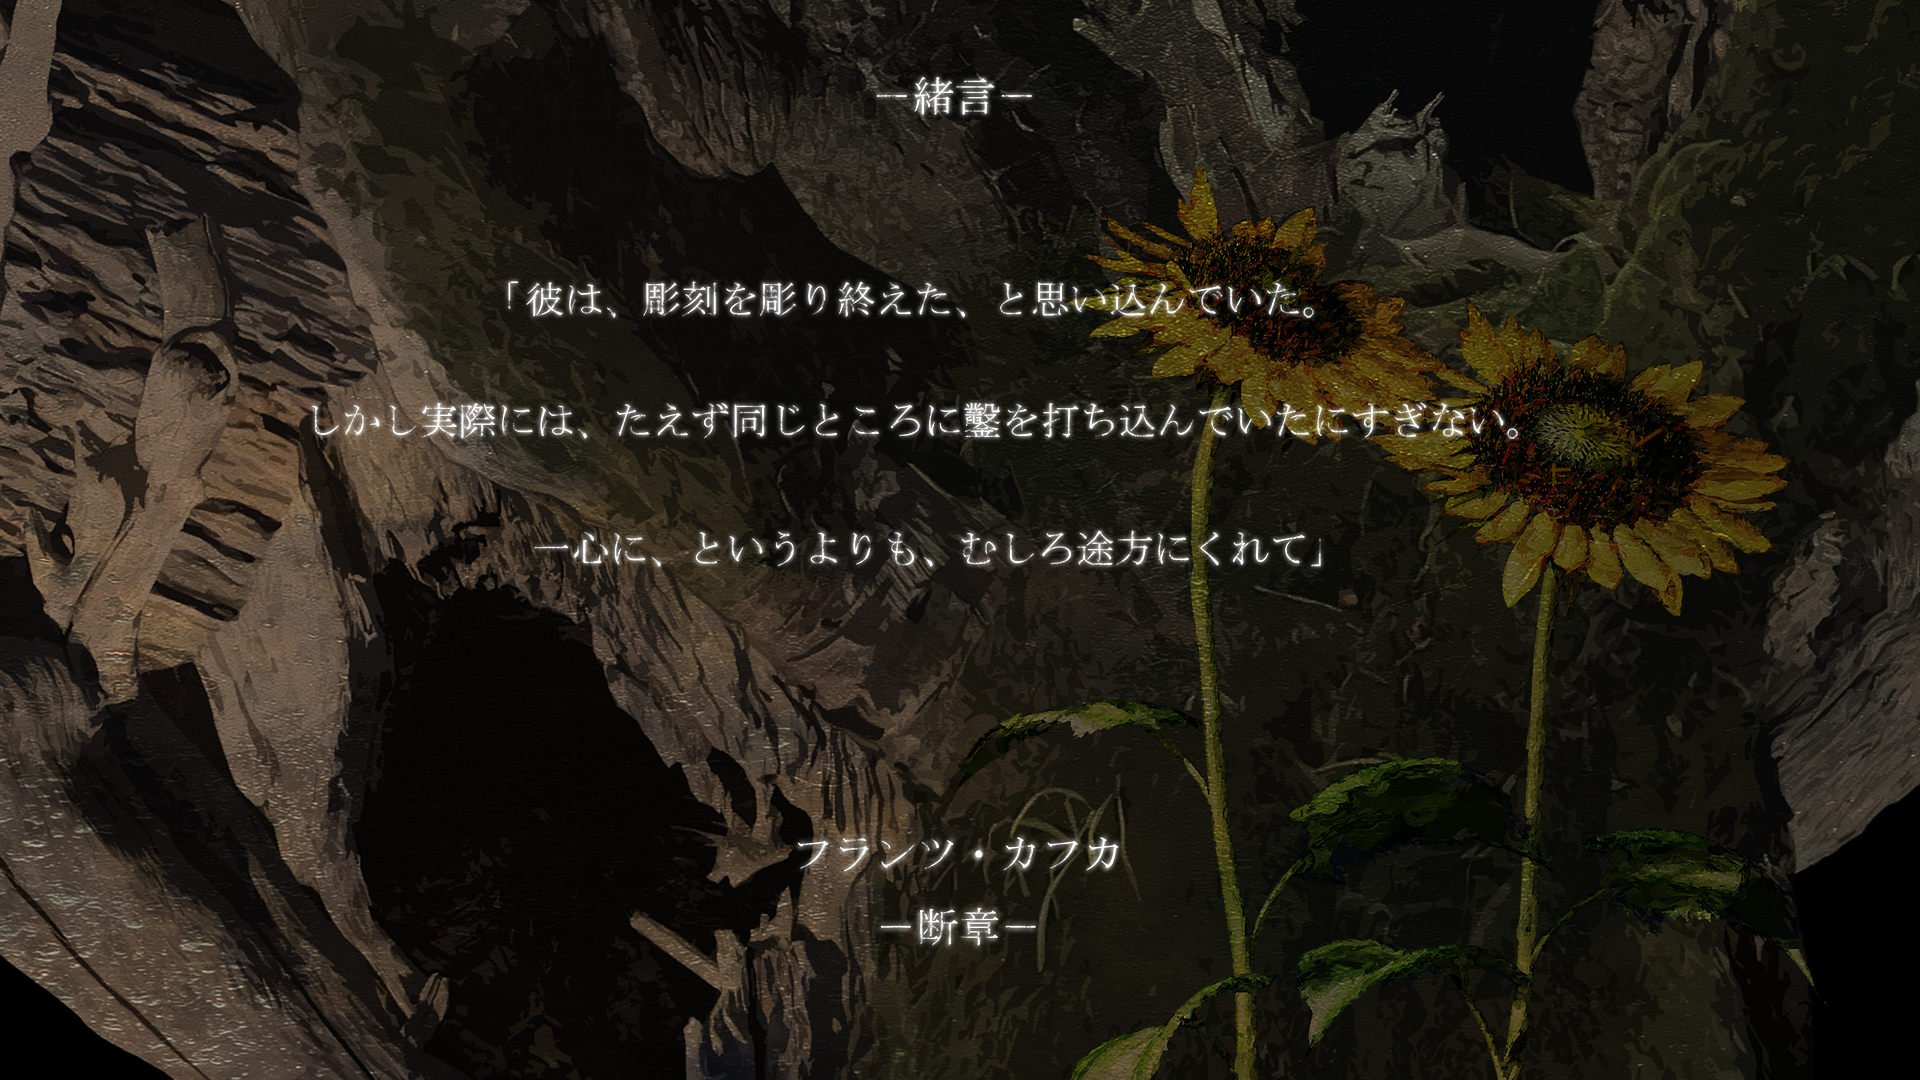 ―緒言―
「彼は、彫刻を彫り終えた、と思い込んでいた。
しかし実際には、たえず同じところに鑿を打ち込んでいたにすぎない。
一心に、というよりも、むしろ途方にくれて」
フランツ・カフカ
―断章―